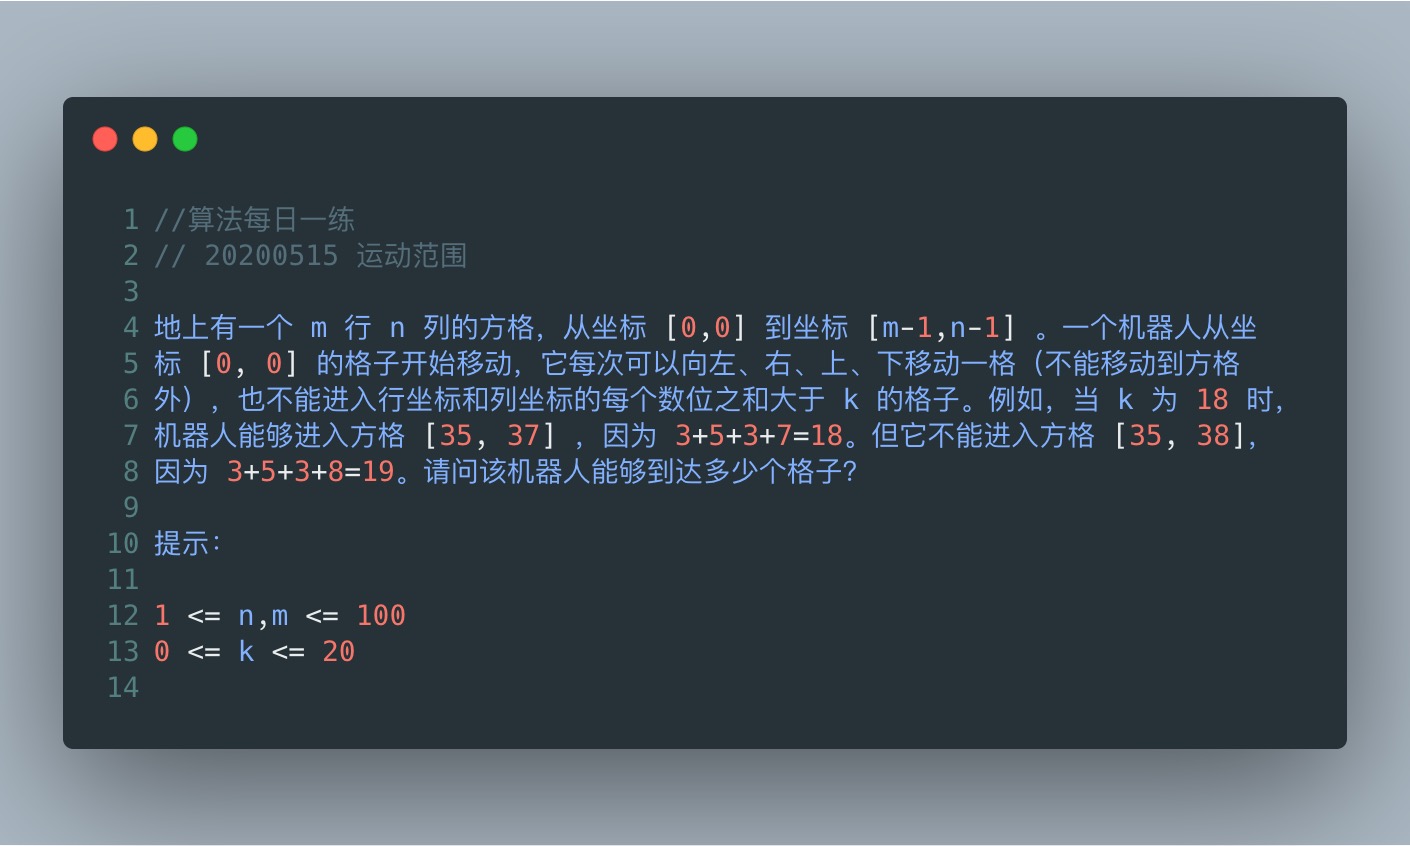 1 //算法每日一练
2 // 20200515 运动范围
3
4 地上有一个 m 行 n 列的方格，从坐标 [0,0] 到坐标 [m-1,n-1] 。一个机器人从坐
5 标 [0, 0] 的格子开始移动，它每次可以向左、右、上、下移动一格（不能移动到方格
6 外），也不能进入行坐标和列坐标的每个数位之和大于 k 的格子。例如，当 k 为 18 时，
7 机器人能够进入方格 [35, 37] ，因为 3+5+3+7=18。但它不能进入方格 [35, 38]，
8 因为 3+5+3+8=19。请问该机器人能够到达多少个格子？
9
10 提示：
11
12 1 <= n,m <= 100
13 0 <= k <= 20
14